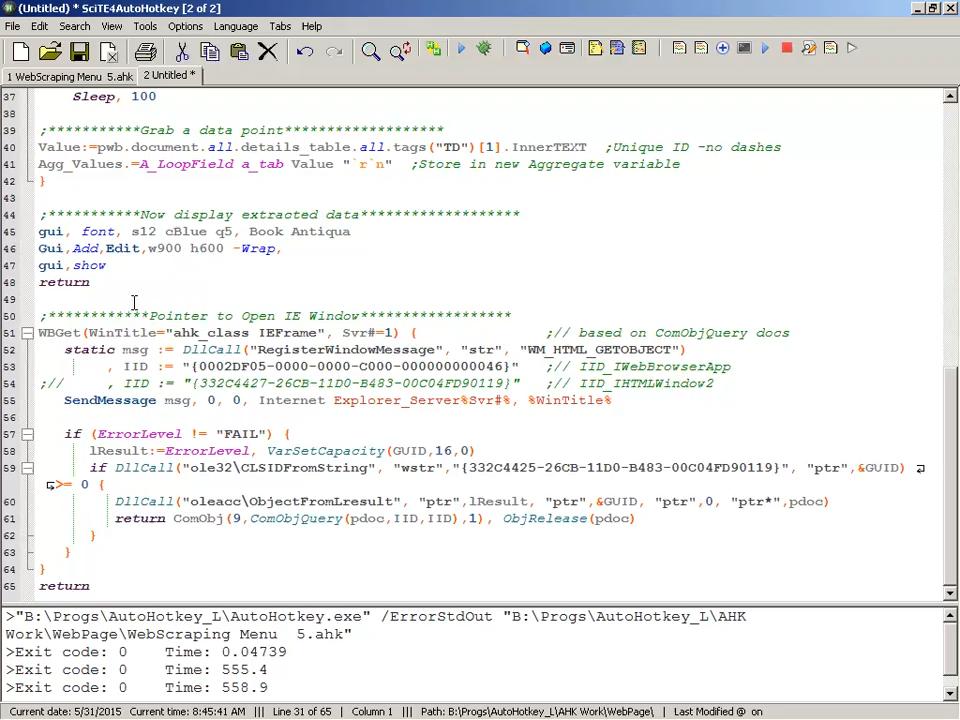 (Untitled) * SciTE4AutoHotkey [2 of 2]
File Edit Search View Tools Options Language Tabs Help
1 WebScraping Menu  5.ahk 2 Untitled *
37 Sleep, 100
38
39 ;***********Grab a data point*******************
40 Value:=pwb.document.all.details_table.all.tags("TD")[1].InnerTEXT  ;Unique ID -no dashes
41 Agg_Values.=A_LoopField a_tab Value "`r`n"  ;Store in new Aggregate variable
42 }
43
44 ;***********Now display extracted data*******************
45 gui, font, s12 cBlue q5, Book Antiqua
46 Gui,Add,Edit,w900 h600 -Wrap,
47 gui,show
48 return
49
50 ;************Pointer to Open IE Window******************
51 WBGet(WinTitle="ahk_class IEFrame", Svr#=1) { ;// based on ComObjQuery docs
52 static msg := DllCall("RegisterWindowMessage", "str", "WM_HTML_GETOBJECT")
53 , IID := "{0002DF05-0000-0000-C000-000000000046}" ;// IID_IWebBrowserApp
54 ;// , IID := "{332C4427-26CB-11D0-B483-00C04FD90119}" ;// IID_IHTMLWindow2
55 SendMessage msg, 0, 0, Internet Explorer_Server%Svr#%, %WinTitle%
56
57 if (ErrorLevel != "FAIL") {
58 lResult:=ErrorLevel, VarSetCapacity(GUID,16,0)
59 if DllCall("ole32\CLSIDFromString", "wstr","{332C4425-26CB-11D0-B483-00C04FD90119}", "ptr",&GUID)
>= 0 {
60 DllCall("oleacc\ObjectFromLresult", "ptr",lResult, "ptr",&GUID, "ptr",0, "ptr*",pdoc)
61 return ComObj(9,ComObjQuery(pdoc,IID,IID),1), ObjRelease(pdoc)
62 }
63 }
64 }
65 return
>"B:\Progs\AutoHotkey_L\AutoHotkey.exe" /ErrorStdOut "B:\Progs\AutoHotkey_L\AHK
Work\WebPage\WebScraping Menu  5.ahk"
>Exit code: 0    Time: 0.04739
>Exit code: 0    Time: 555.4
>Exit code: 0    Time: 558.9
Current date: 5/31/2015  Current time: 8:45:41 AM  |||  Line 31 of 65  |  Column 1  |||  Path: B:\Progs\AutoHotkey_L\AHK Work\WebPage\  |  Last Modified @  on